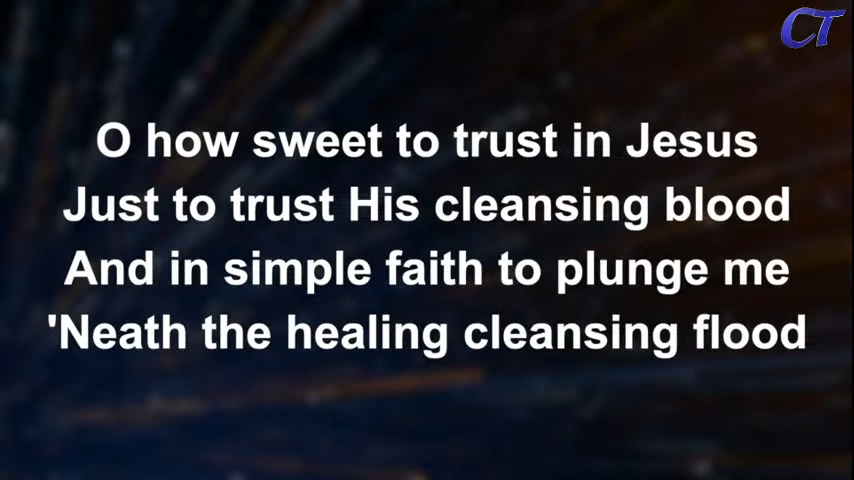 CT
O how sweet to trust in Jesus
Just to trust His cleansing blood
And in simple faith to plunge me
'Neath the healing cleansing flood